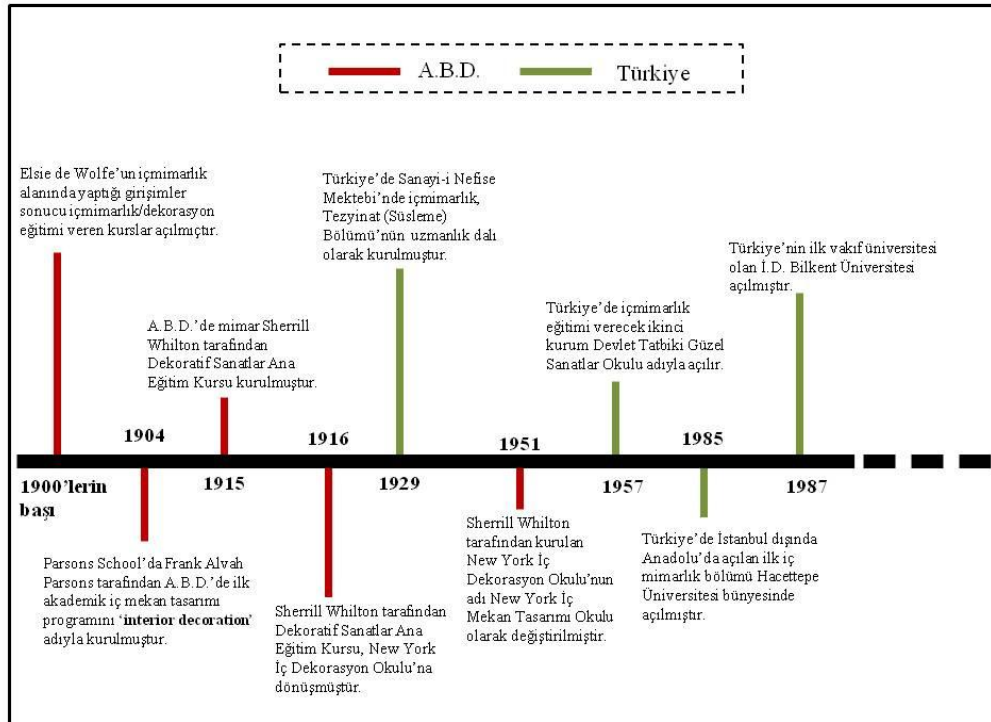 A.B.D.
Türkiye
Elsie de Wolfe'un içmimarlık
alanında yaptığı girişimler
sonucu içmimarlık/dekorasyon
eğitimi veren kurslar açılmıçtır.
Türkiye'de Sanayi-i Nefise
Mektebi'nde içmimarlık,
Tezyinat (Süsleme)
Bölümü'nün uzmanlık dalı
olarak kurulmuştur.
Türkiye'nin ilk vakıf üniversitesi
olan İ.D. Bilkent Üniversitesi
açılmıştır.
A.B.D.'de mimar Sherrill
Whilton tarafından
Dekoratif Sanatlar Ana
Eğitim Kursu kurulmuştur.
Türkiye'de içmimarlık
eğitimi verecek ikinci
kurum Devlet Tatbiki Güzel
Sanatlar Okulu adıyla açılır.
1904
1916
1951
1985
1900'lerin
başı
1915
1929
1957
1987
Parsons School'da Frank Alvah
Parsons tarafından A.B.D.'de ilk
akademik iç mekan tasarımı
programını 'interior decoration'
adıyla kurulmuştur.
Sherrill Whilton tarafından
Dekoratif Sanatlar Ana
Eğitim Kursu, New York
İç Dekorasyon Okulu'na
dönüşmüştür.
Sherrill Whilton
tarafından kurulan
New York İç
Dekorasyon Okulu'nun
adı New York İç
Mekan Tasarımı Okulu
olarak değiştirilmiştir.
Türkiye'de İstanbul dışında
Anadolu'da açılan ilk iç
mimarlık bölümü Hacettepe
Üniversitesi bünyesinde
açılmıştır.